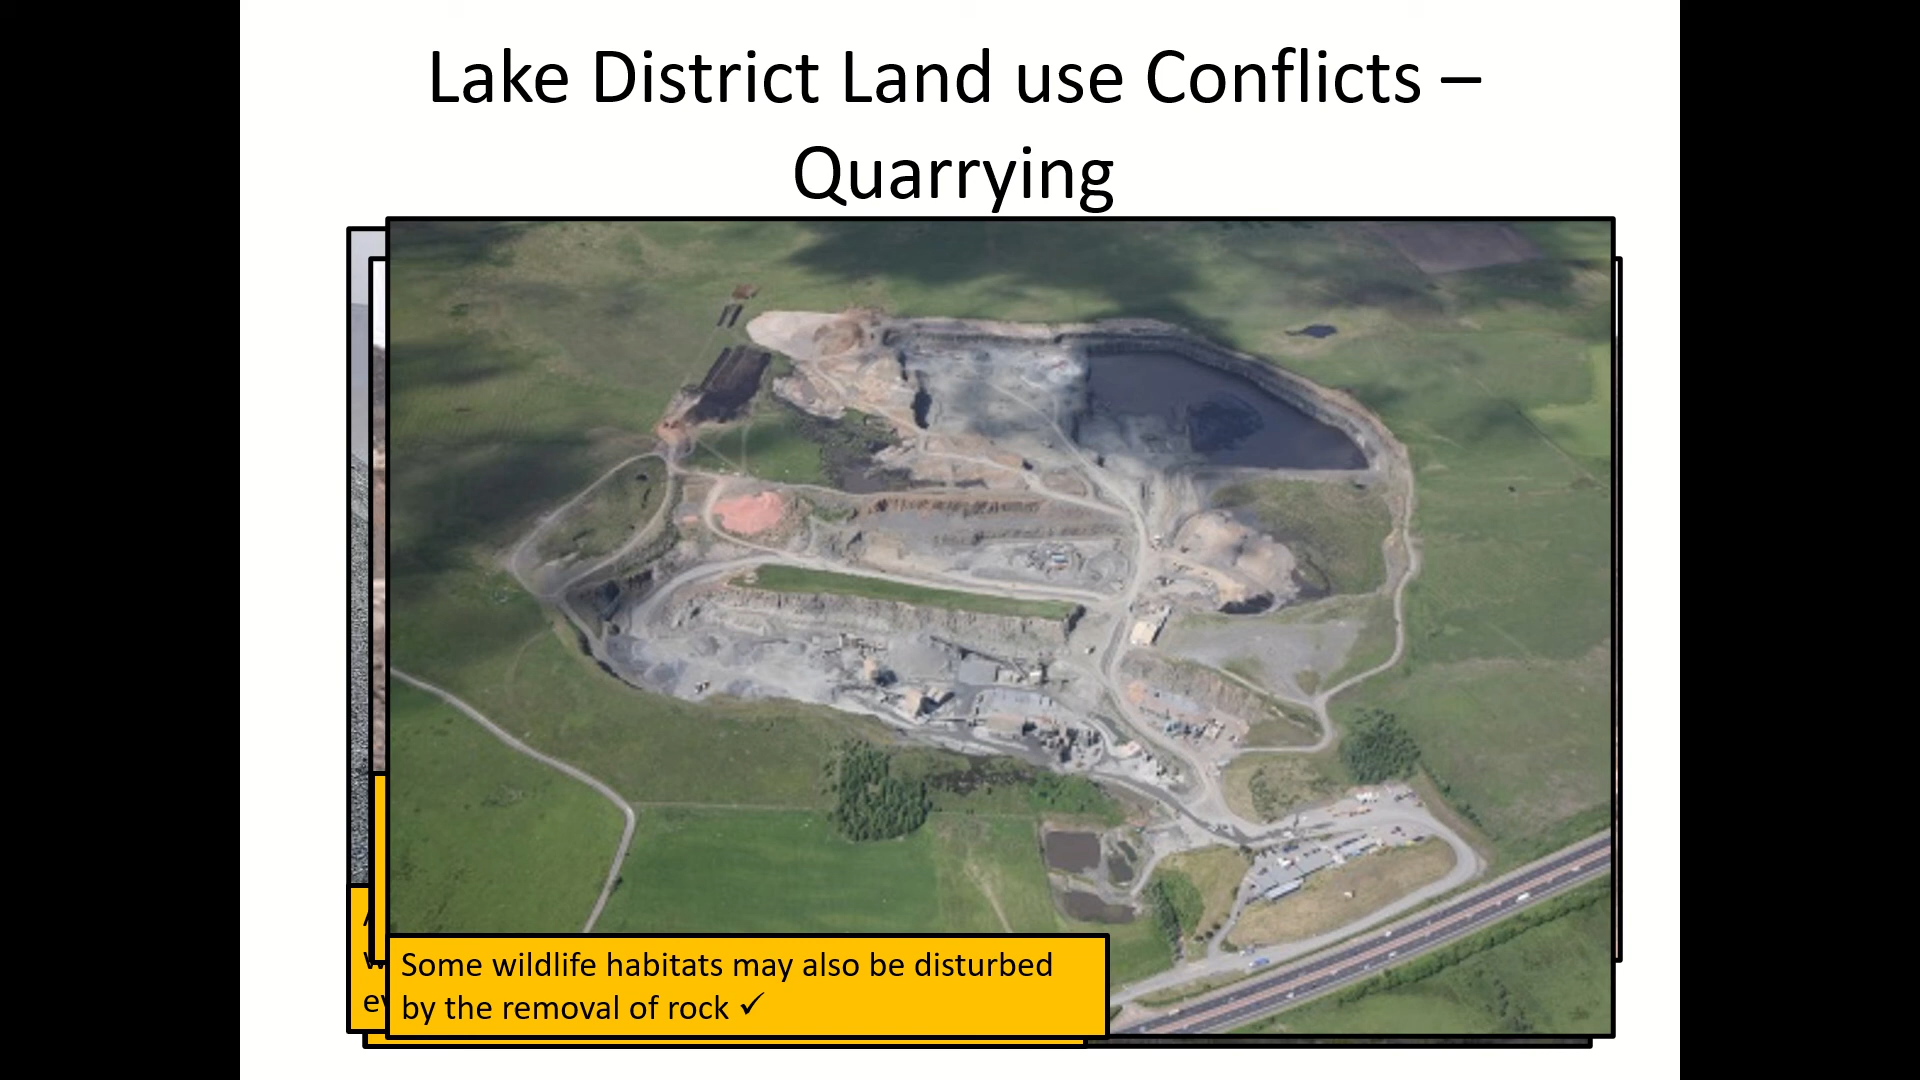 Lake District Land use Conflicts –
Quarrying
Some wildlife habitats may also be disturbed
by the removal of rock ✓